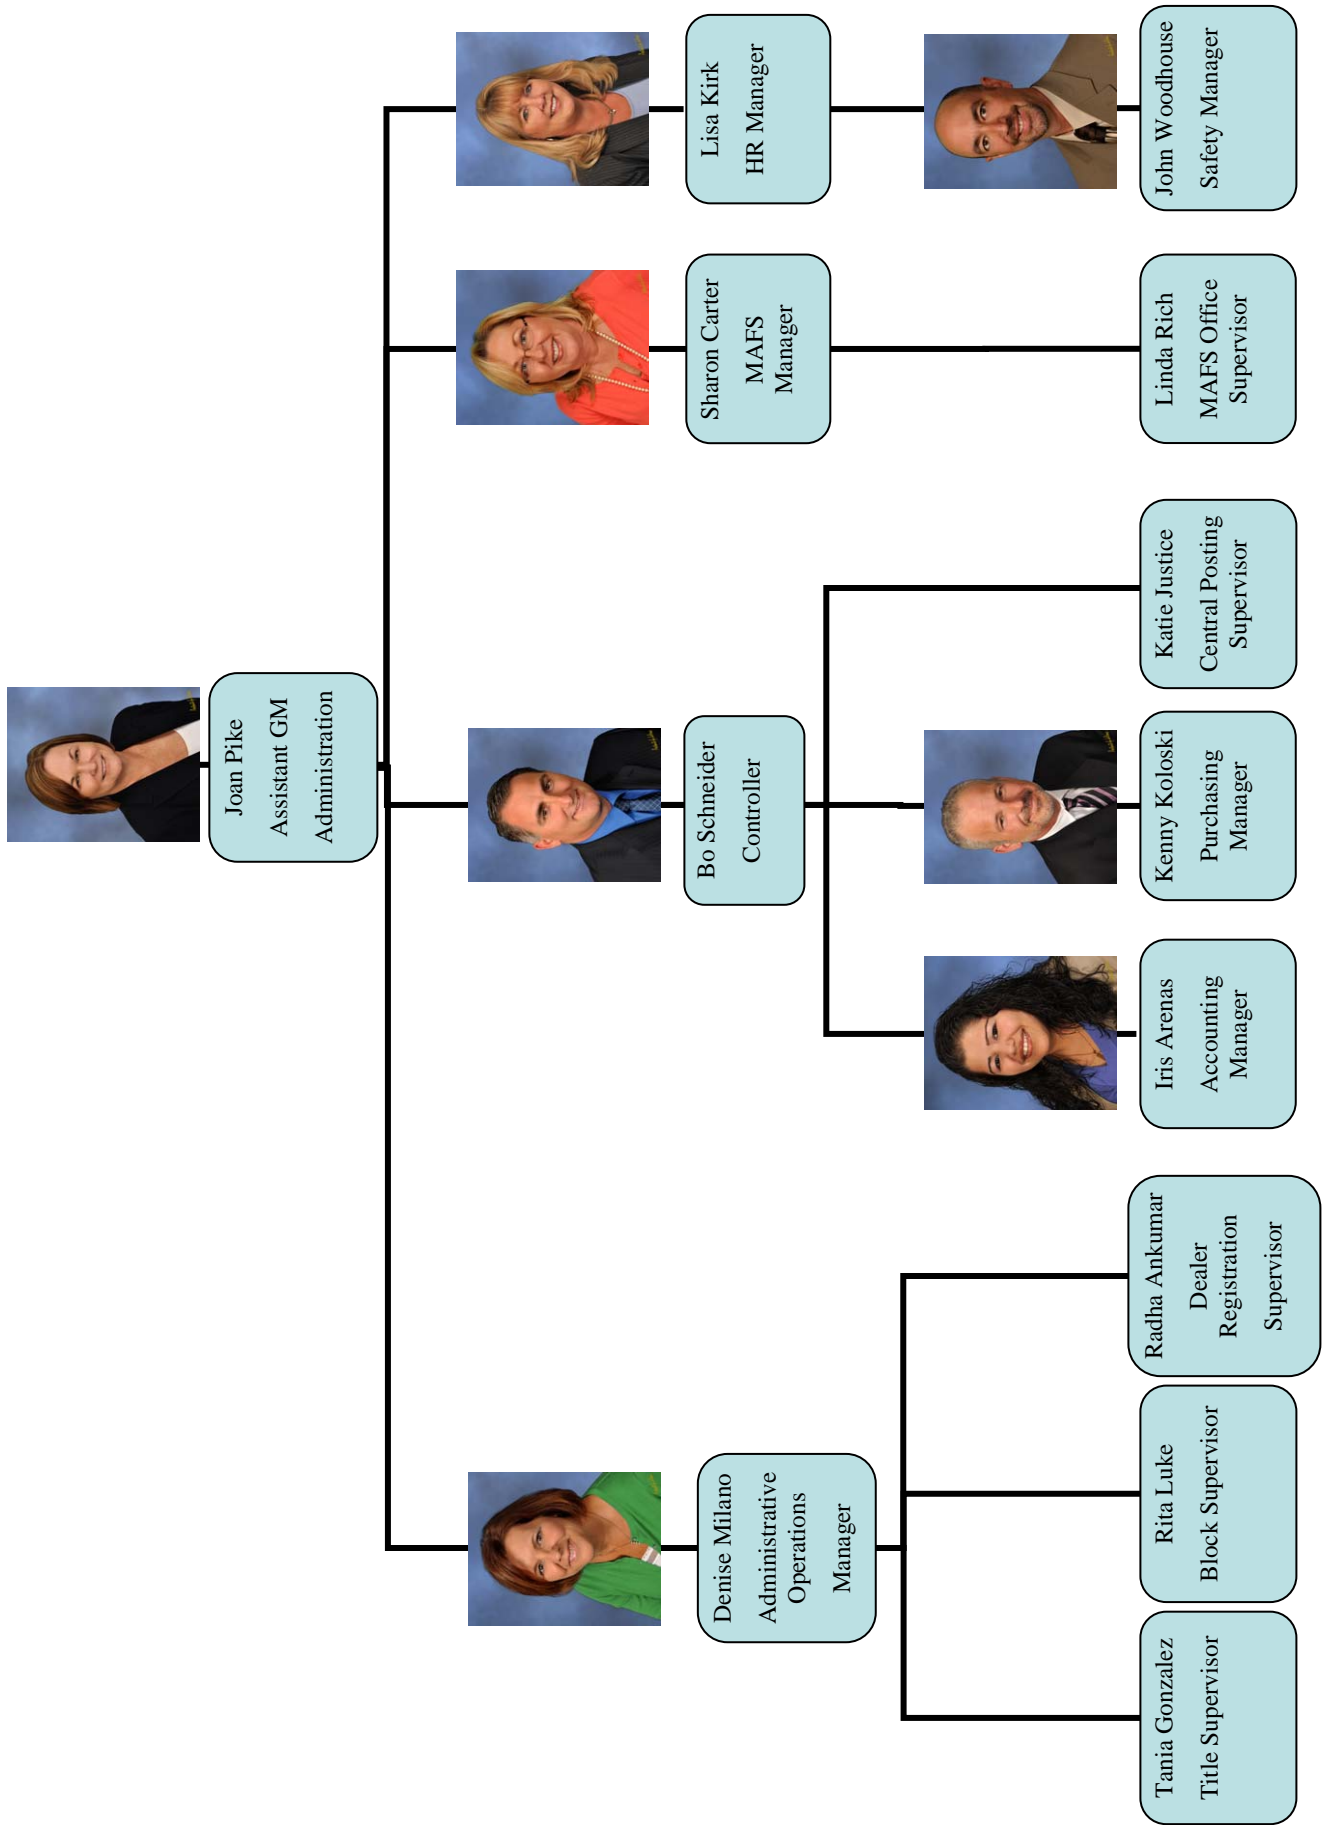 Joan Pike
Assistant GM
Administration
Denise Milano
Administrative
Operations
Manager
Bo Schneider
Controller
Sharon Carter
MAFS
Manager
Lisa Kirk
HR Manager
Tania Gonzalez
Title Supervisor
Rita Luke
Block Supervisor
Radha Ankumar
Dealer
Registration
Supervisor
Iris Arenas
Accounting
Manager
Kenny Koloski
Purchasing
Manager
Katie Justice
Central Posting
Supervisor
Linda Rich
MAFS Office
Supervisor
John Woodhouse
Safety Manager